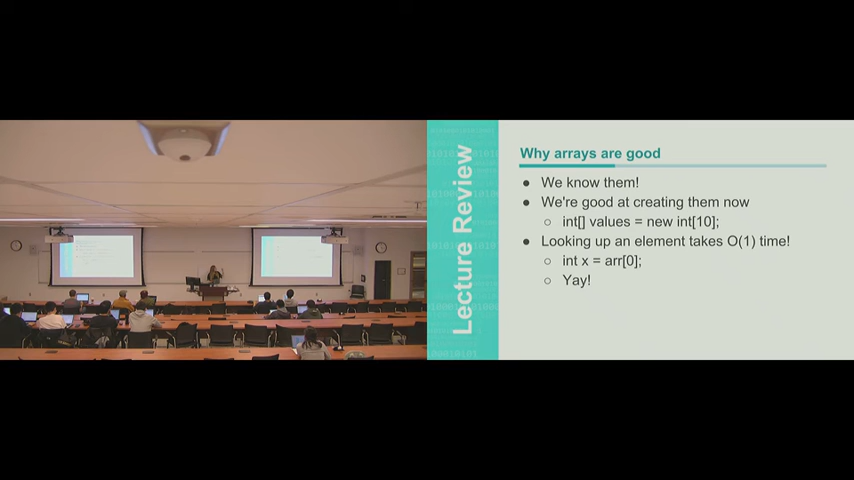 Lecture Review
Why arrays are good
● We know them!
● We're good at creating them now
○ int[] values = new int[10];
● Looking up an element takes O(1) time!
○ int x = arr[0];
○ Yay!